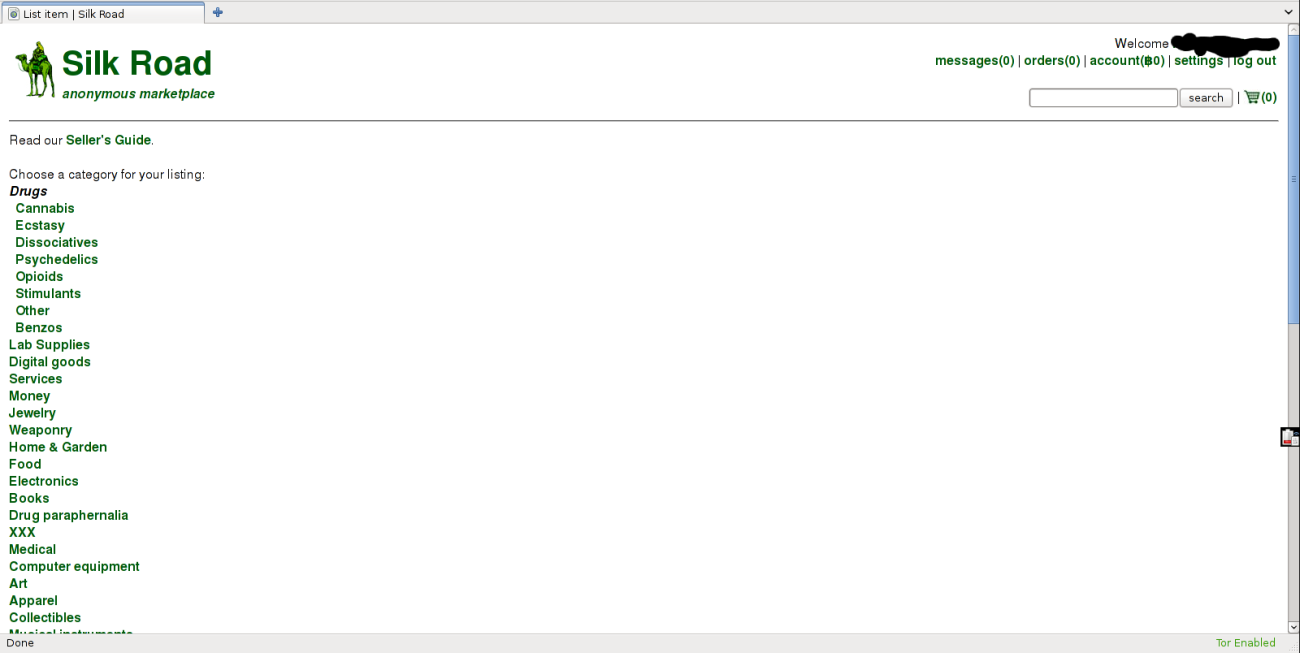 List item | Silk Road
Silk Road
anonymous marketplace
Welcome
messages(0) | orders(0) | account(฿0) | settings | log out
search | (0)
Read our Seller's Guide.
Choose a category for your listing:
Drugs
Cannabis
Ecstasy
Dissociatives
Psychedelics
Opioids
Stimulants
Other
Benzos
Lab Supplies
Digital goods
Services
Money
Jewelry
Weaponry
Home & Garden
Food
Electronics
Books
Drug paraphernalia
XXX
Medical
Computer equipment
Art
Apparel
Collectibles
Musical instruments
Done
Tor Enabled